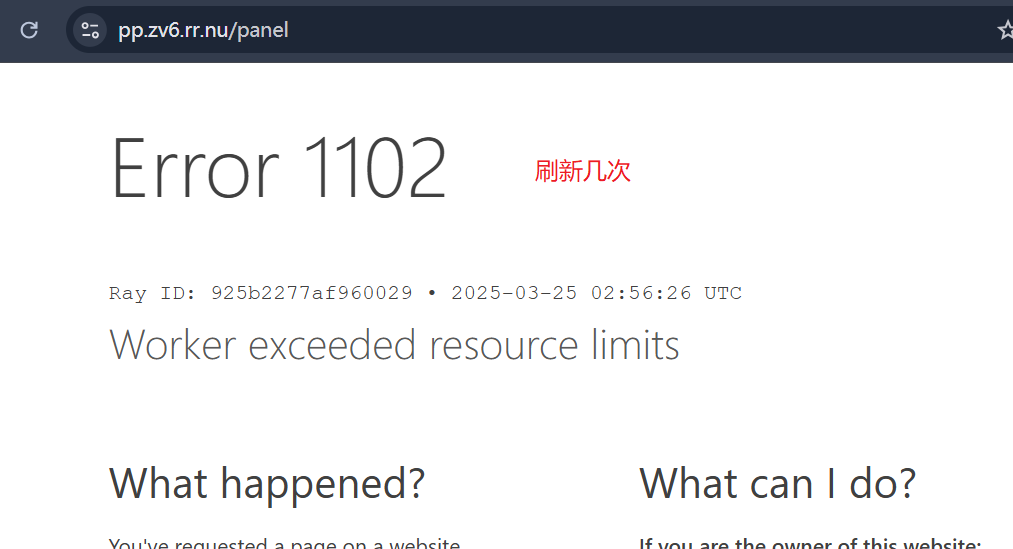 pp.zv6.rr.nu/panel
Error 1102
刷新几次
Ray ID: 925b2277af960029 • 2025-03-25 02:56:26 UTC
Worker exceeded resource limits
What happened?
What can I do?
You've requested a page on a website
If you are the owner of this website: